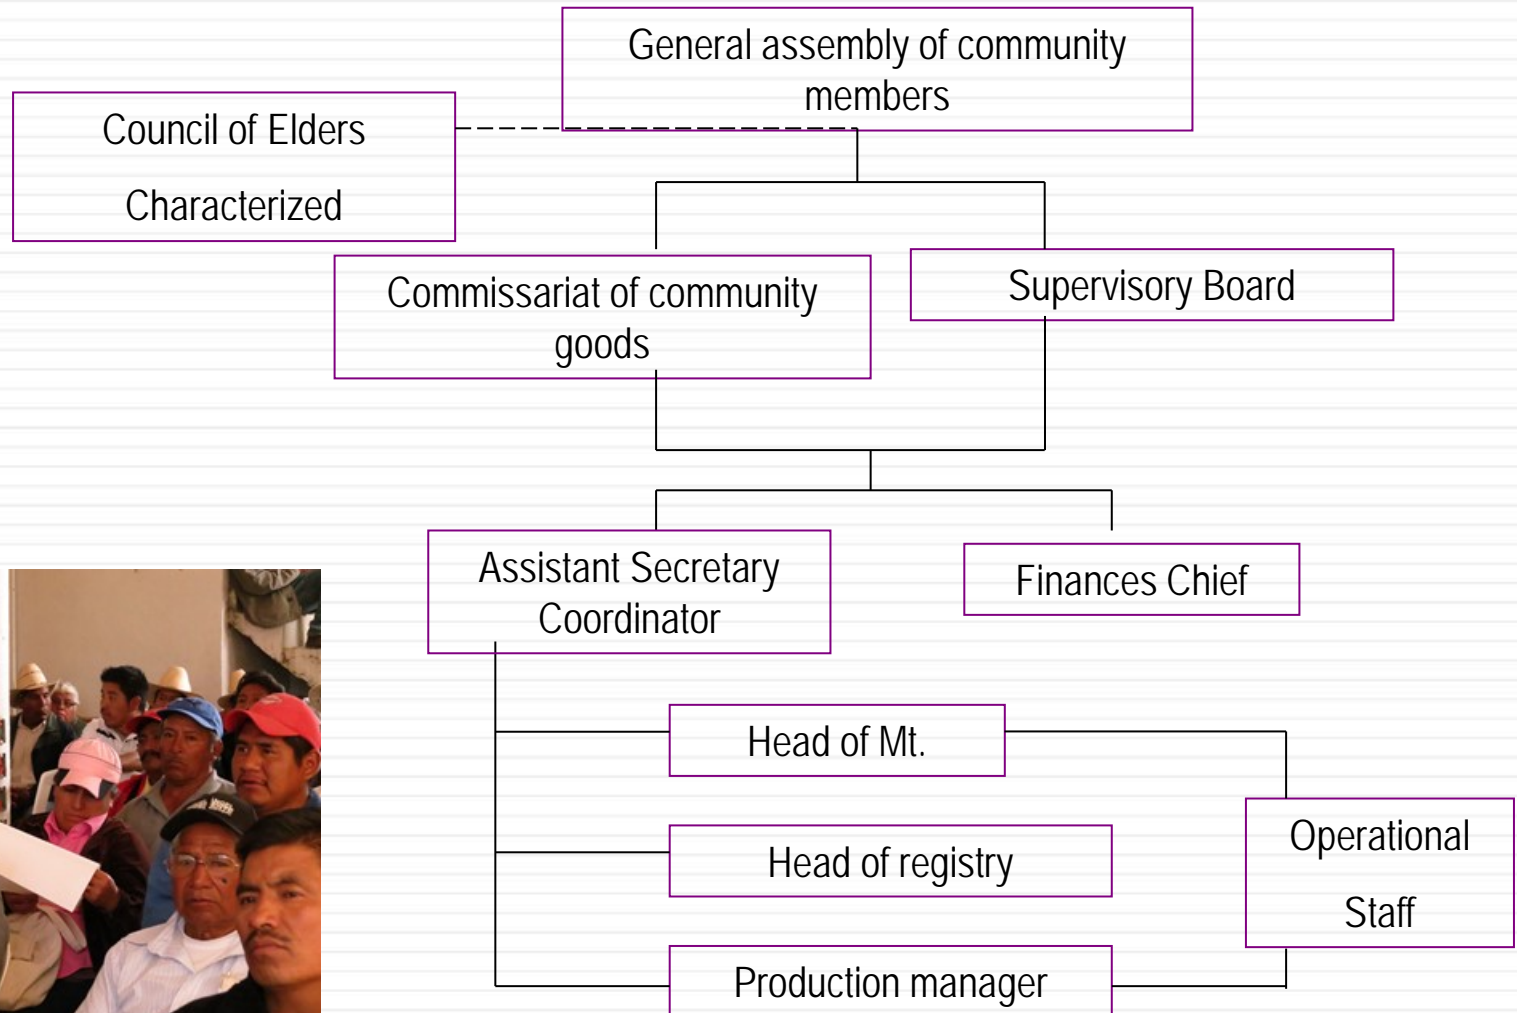 General assembly of community
members
Council of Elders
Characterized
Commissariat of community
goods
Supervisory Board
Assistant Secretary
Coordinator
Finances Chief
Head of Mt.
Operational
Staff
Head of registry
Production manager